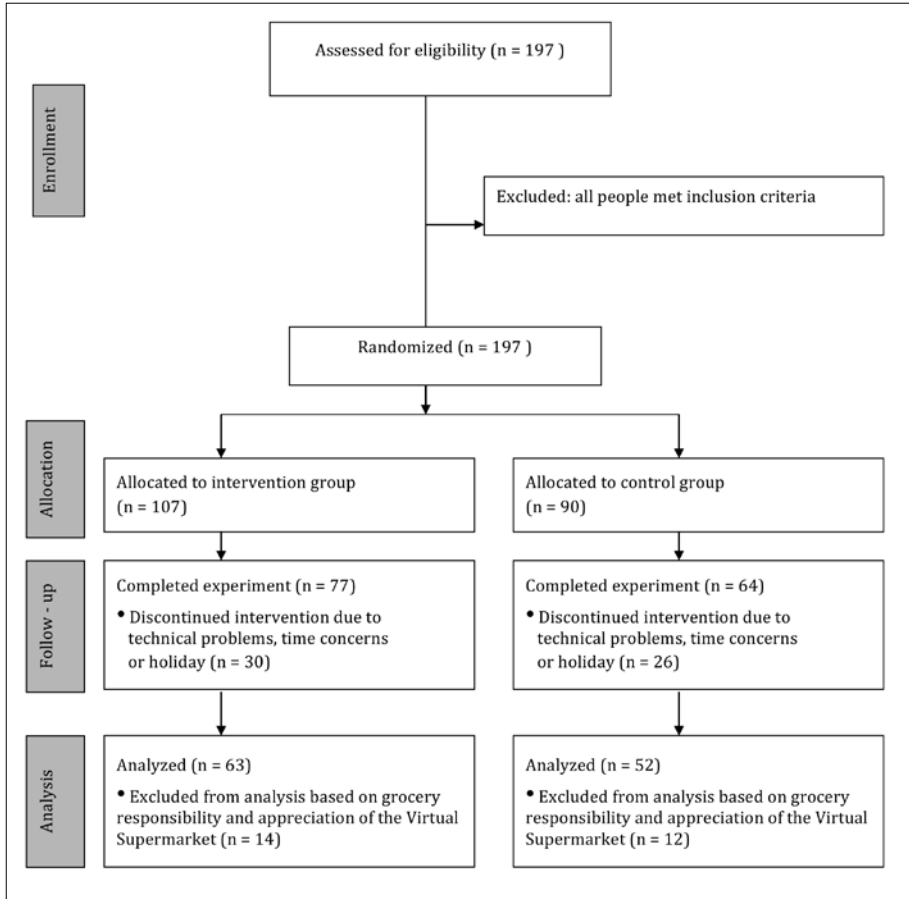 Assessed for eligibility (n = 197 )
Enrollment
Excluded: all people met inclusion criteria
Randomized (n = 197 )
Allocation
Allocated to intervention group
(n = 107)
Allocated to control group
(n = 90)
Follow - up
Completed experiment (n = 77)
• Discontinued intervention due to
technical problems, time concerns
or holiday (n = 30)
Completed experiment (n = 64)
• Discontinued intervention due to
technical problems, time concerns
or holiday (n = 26)
Analysis
Analyzed (n = 63)
• Excluded from analysis based on grocery
responsibility and appreciation of the Virtual
Supermarket (n = 14)
Analyzed (n = 52)
• Excluded from analysis based on grocery
responsibility and appreciation of the Virtual
Supermarket (n = 12)